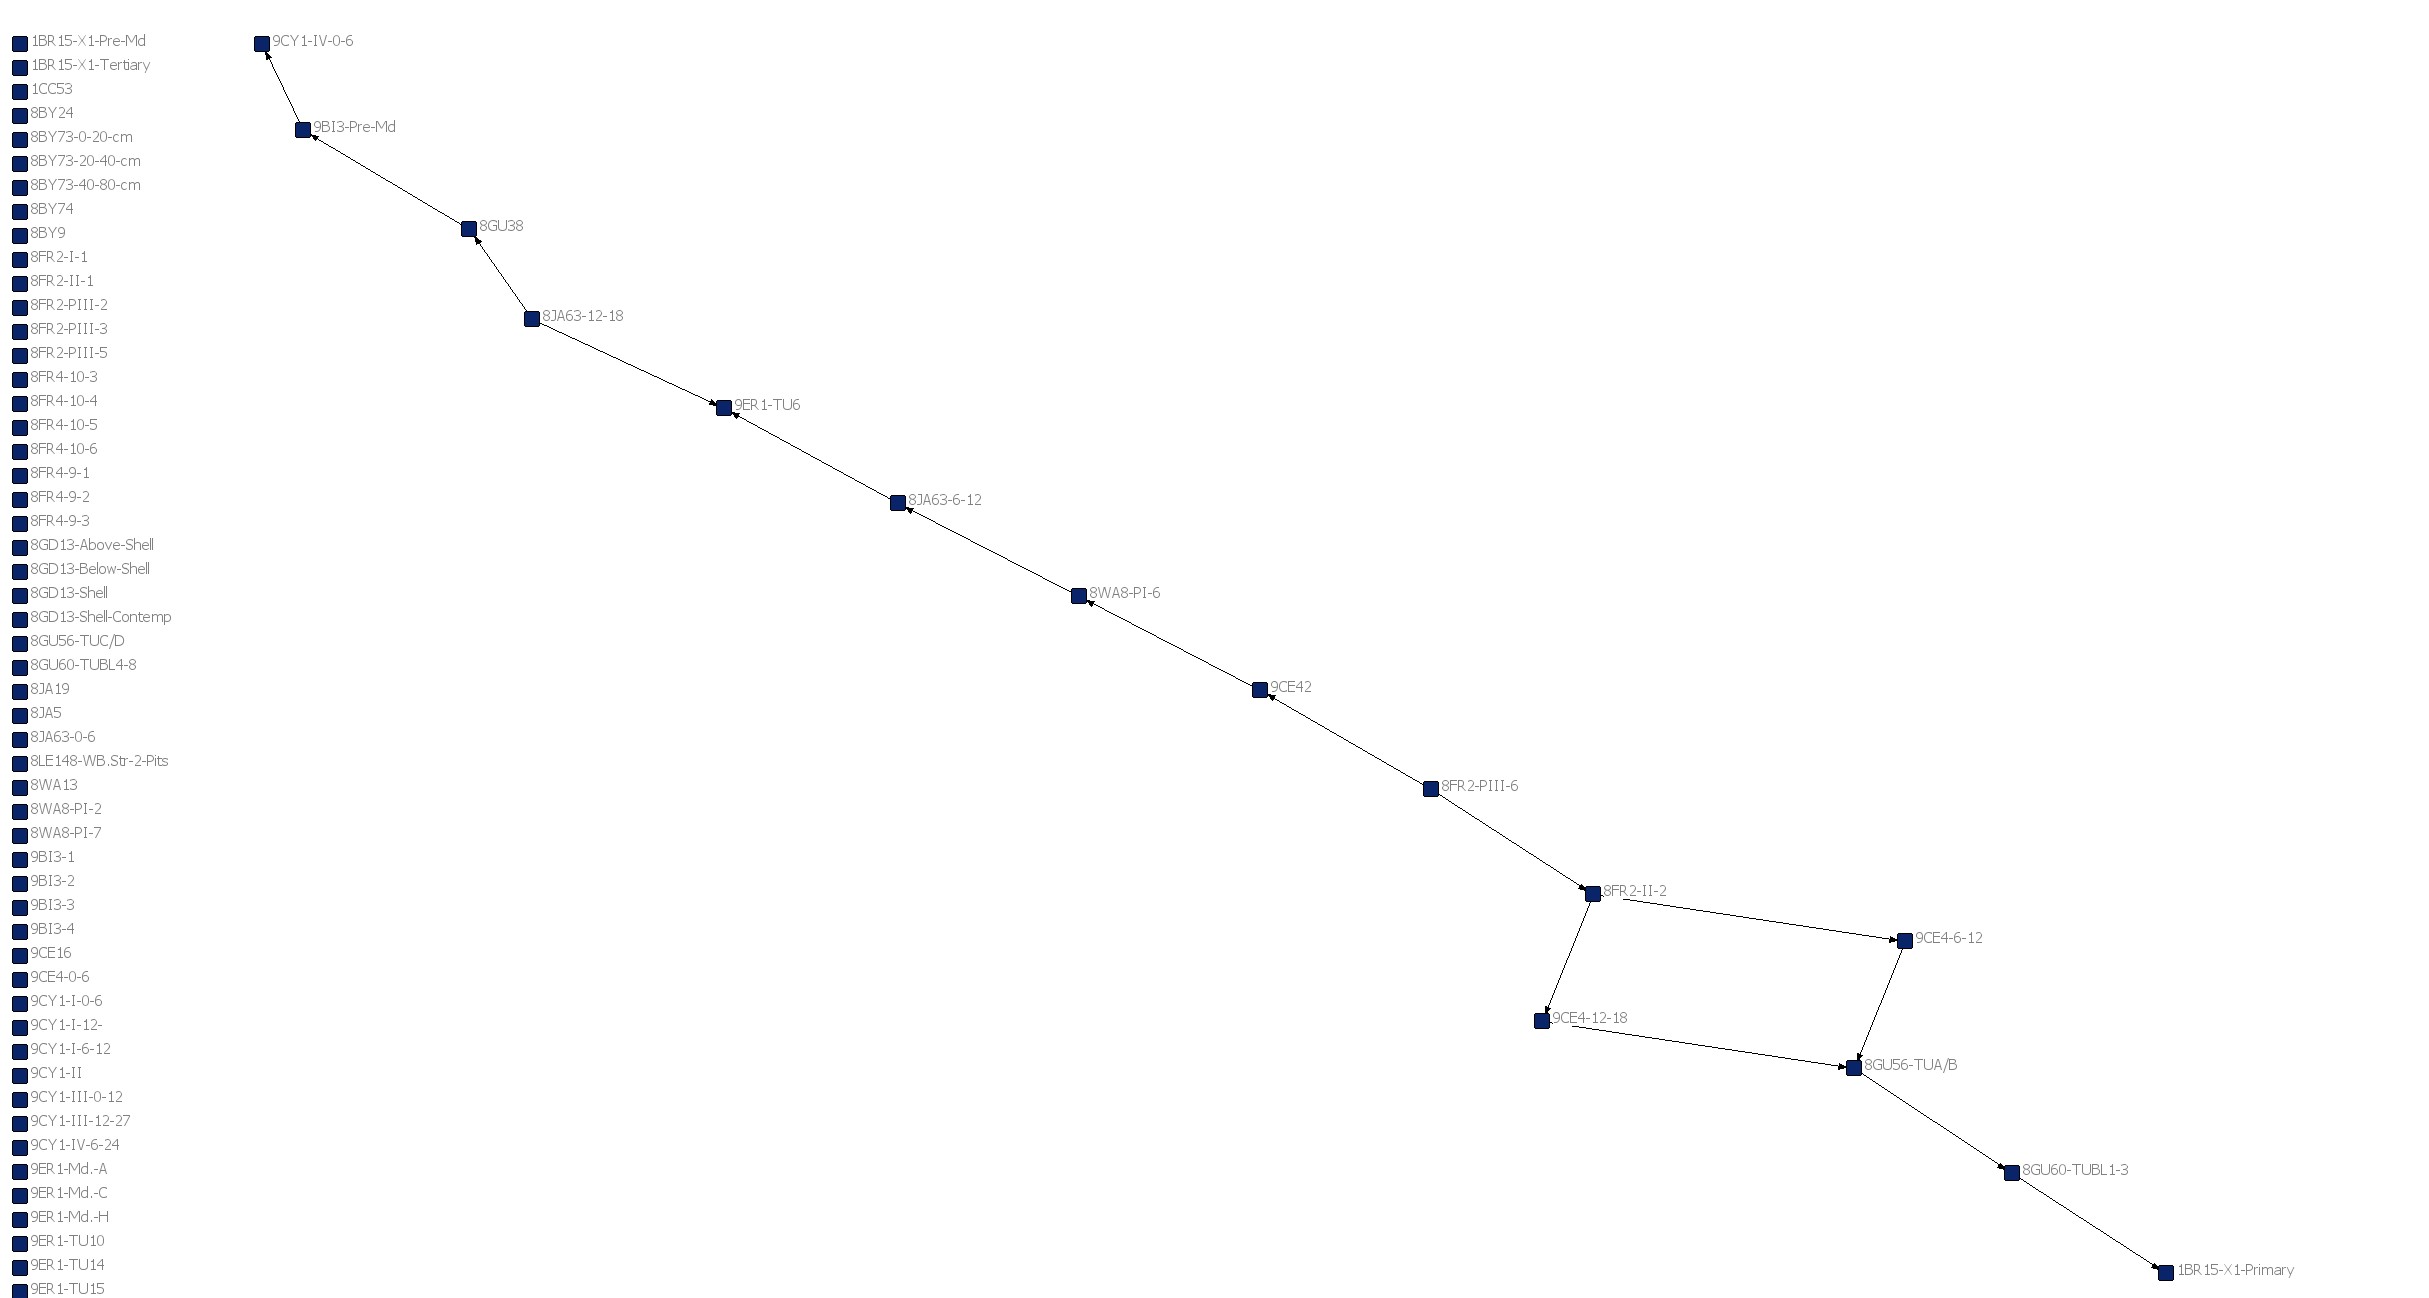 1BR15-X1-Pre-Md
1BR15-X1-Tertiary
1CC53
8BY24
8BY73-0-20-cm
8BY73-20-40-cm
8BY73-40-80-cm
8BY74
8BY9
8FR2-I-1
8FR2-II-1
8FR2-PIII-2
8FR2-PIII-3
8FR2-PIII-5
8FR4-10-3
8FR4-10-4
8FR4-10-5
8FR4-10-6
8FR4-9-1
8FR4-9-2
8FR4-9-3
8GD13-Above-Shell
8GD13-Below-Shell
8GD13-Shell
8GD13-Shell-Contemp
8GU56-TUC/D
8GU60-TUBL4-8
8JA19
8JA5
8JA63-0-6
8LE148-WB.Str-2-Pits
8WA13
8WA8-PI-2
8WA8-PI-7
9BI3-1
9BI3-2
9BI3-3
9BI3-4
9CE16
9CE4-0-6
9CY1-I-0-6
9CY1-I-12-
9CY1-I-6-12
9CY1-II
9CY1-III-0-12
9CY1-III-12-27
9CY1-IV-6-24
9ER1-Md.-A
9ER1-Md.-C
9ER1-Md.-H
9ER1-TU10
9ER1-TU14
9ER1-TU15
9CY1-IV-0-6
9BI3-Pre-Md
8GU38
8JA63-12-18
9ER1-TU6
8JA63-6-12
8WA8-PI-6
9CE42
8FR2-PIII-6
8FR2-II-2
9CE4-6-12
9CE4-12-18
8GU56-TUA/B
8GU60-TUBL1-3
1BR15-X1-Primary